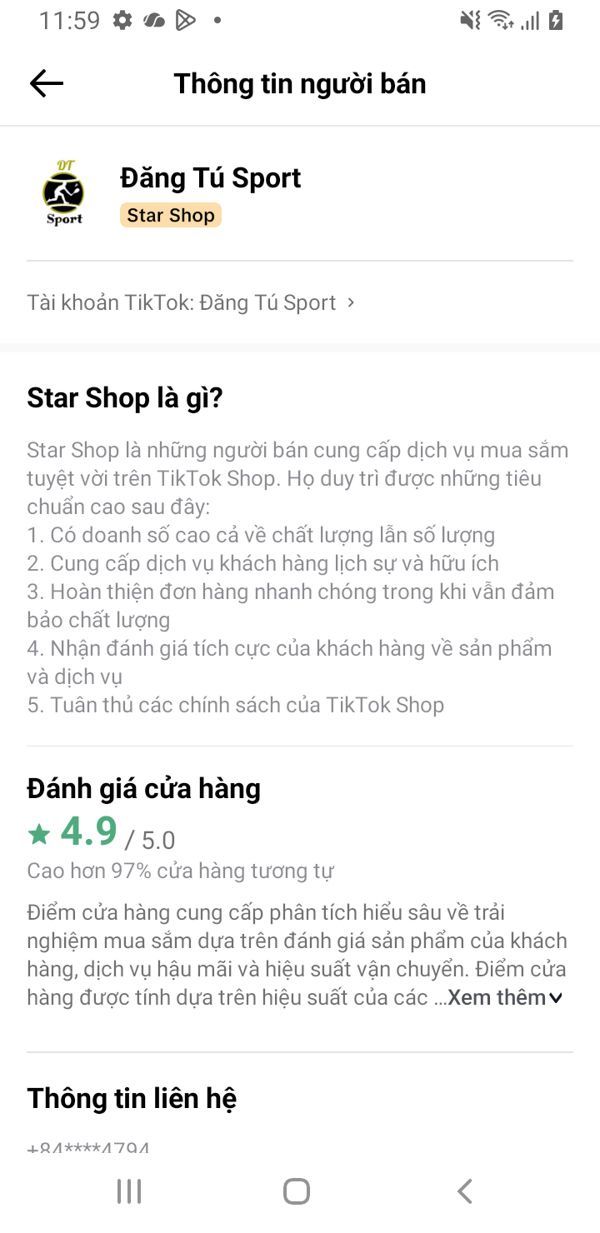 11:59
Thông tin người bán
DT
Sport
Đăng Tú Sport
Star Shop
Tài khoản TikTok: Đăng Tú Sport
Star Shop là gì?
Star Shop là những người bán cung cấp dịch vụ mua sắm
tuyệt vời trên TikTok Shop. Họ duy trì được những tiêu
chuẩn cao sau đây:
1. Có doanh số cao cả về chất lượng lẫn số lượng
2. Cung cấp dịch vụ khách hàng lịch sự và hữu ích
3. Hoàn thiện đơn hàng nhanh chóng trong khi vẫn đảm
bảo chất lượng
4. Nhận đánh giá tích cực của khách hàng về sản phẩm
và dịch vụ
5. Tuân thủ các chính sách của TikTok Shop
Đánh giá cửa hàng
4.9 / 5.0
Cao hơn 97% cửa hàng tương tự
Điểm cửa hàng cung cấp phân tích hiểu sâu về trải
nghiệm mua sắm dựa trên đánh giá sản phẩm của khách
hàng, dịch vụ hậu mãi và hiệu suất vận chuyển. Điểm cửa
hàng được tính dựa trên hiệu suất của các ...Xem thêm
Thông tin liên hệ
+84****4794